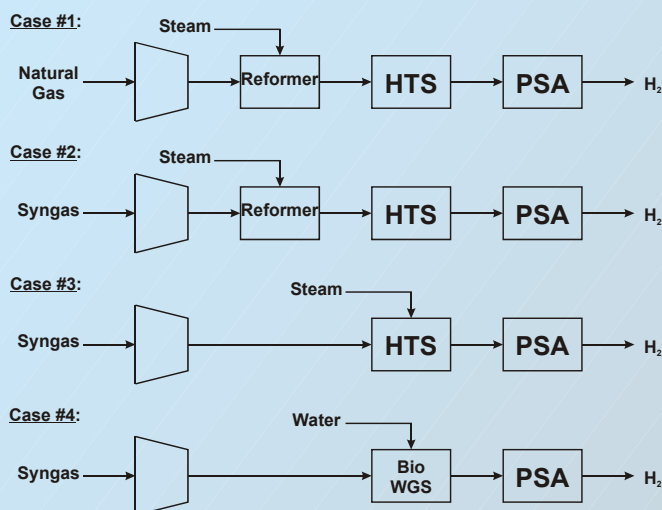 Case #1:
Steam
Natural
Gas
Reformer
HTS
PSA
H₂
Case #2:
Steam
Syngas
Reformer
HTS
PSA
H₂
Case #3:
Steam
Syngas
HTS
PSA
H₂
Case #4:
Water
Syngas
Bio
WGS
PSA
H₂